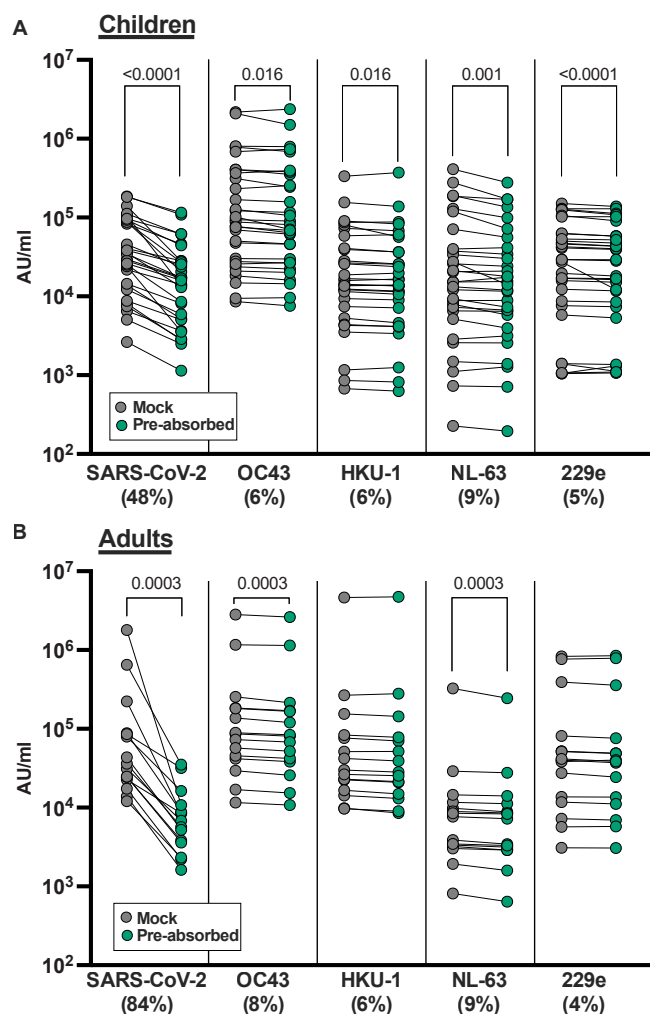 A
Children
10^7
10^6
10^5
10^4
10^3
10^2
AU/ml
<0.0001
0.016
0.016
0.001
<0.0001
Mock
Pre-absorbed
SARS-CoV-2 OC43 HKU-1 NL-63 229e
(48%) (6%) (6%) (9%) (5%)
B
Adults
10^7
10^6
10^5
10^4
10^3
10^2
AU/ml
0.0003
0.0003
0.0003
Mock
Pre-absorbed
SARS-CoV-2 OC43 HKU-1 NL-63 229e
(84%) (8%) (6%) (9%) (4%)